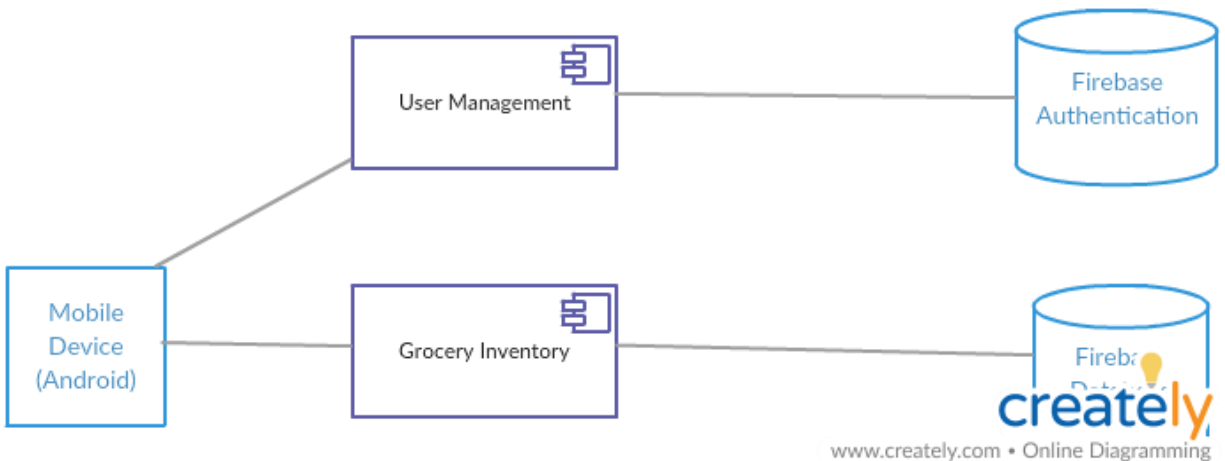 User Management
Firebase
Authentication
Mobile
Device
(Android)
Grocery Inventory
creately
www.creately.com • Online Diagramming